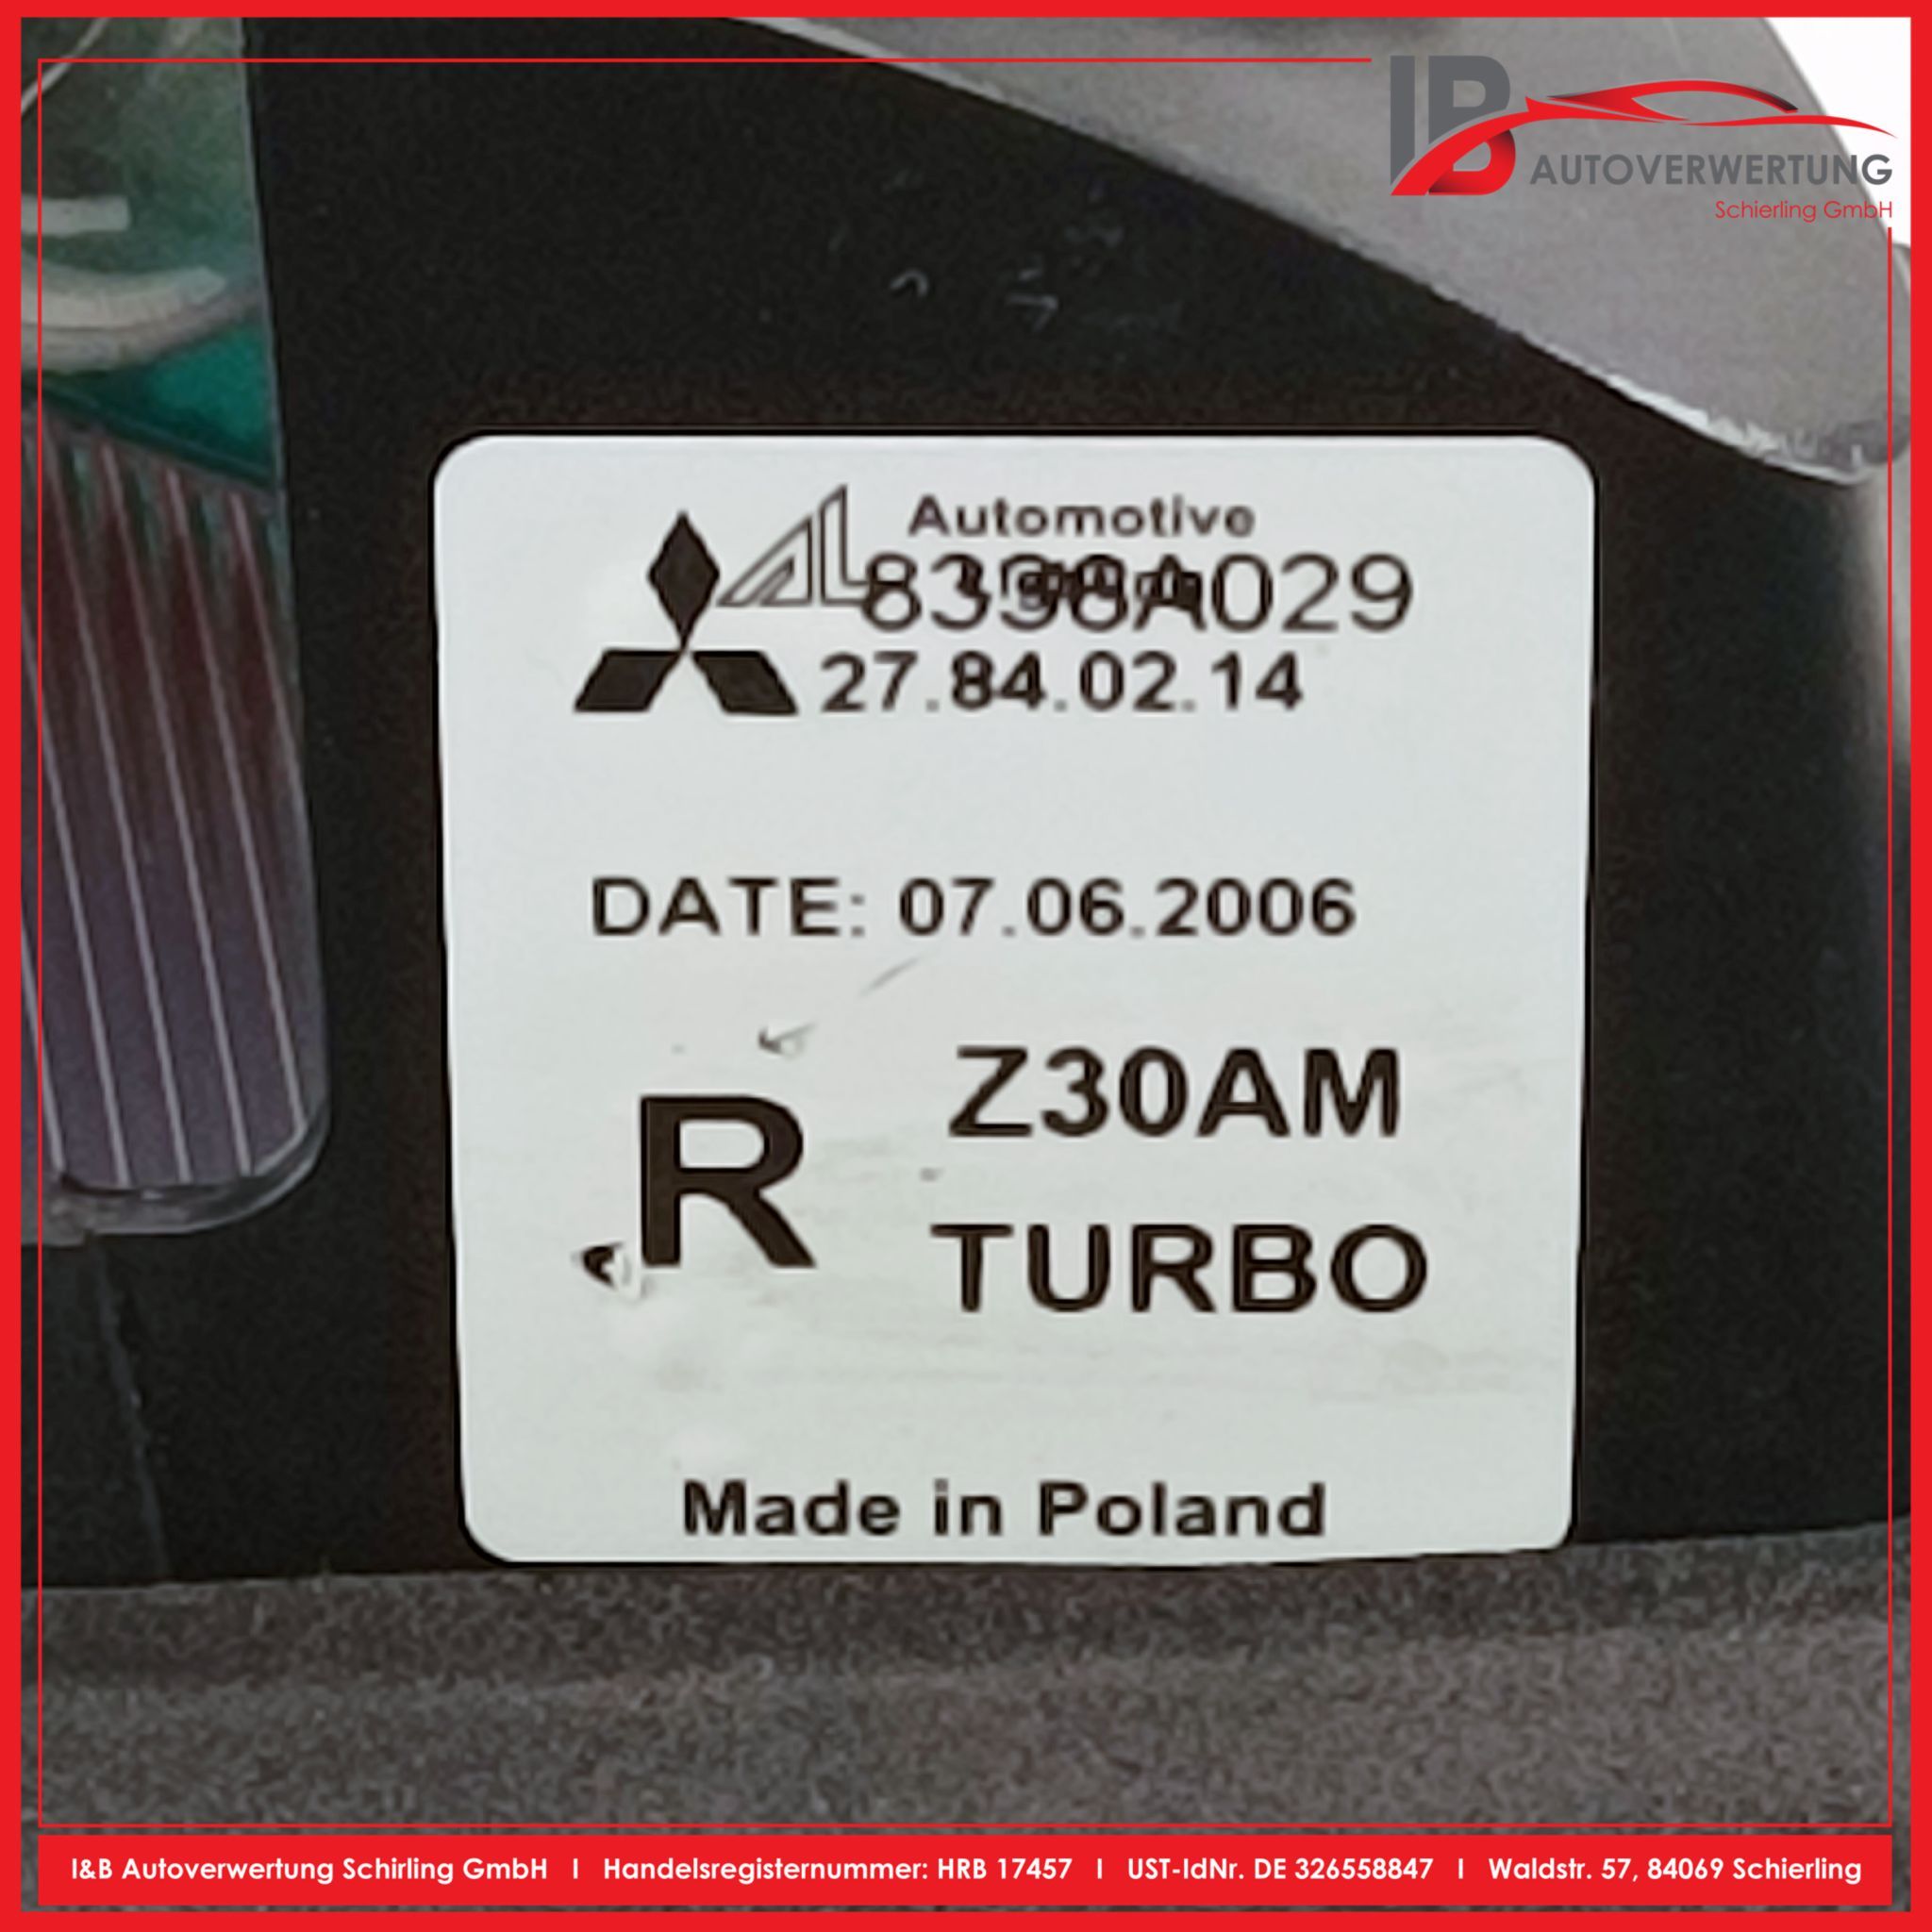 IB
AUTOVERWERTUNG
Schierling GmbH
AL Automotive
27.84.02.14
DATE: 07.06.2006
R Z30AM
TURBO
Made in Poland
I&B Autoverwertung Schirling GmbH I Handelsregisternummer: HRB 17457 I UST-IdNr. DE 326558847 I Waldstr. 57, 84069 Schierling